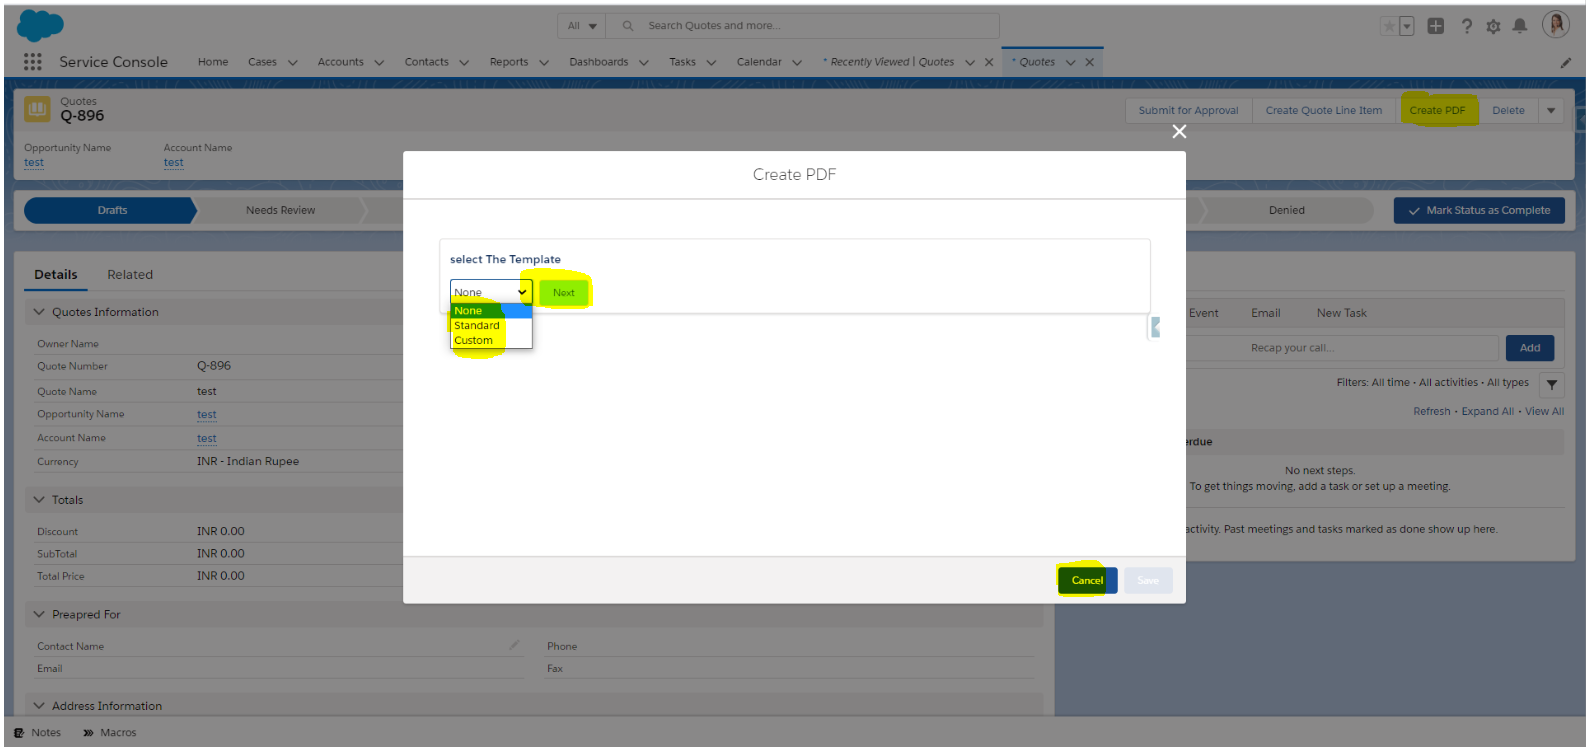 All
Search Quotes and more...
Service Console
Home
Cases
Accounts
Contacts
Reports
Dashboards
Tasks
Calendar
* Recently Viewed | Quotes
* Quotes
Quotes
Q-896
Submit for Approval
Create Quote Line Item
Create PDF
Delete
Opportunity Name
Account Name
test
test
Create PDF
Drafts
Needs Review
Denied
Mark Status as Complete
select The Template
None
Next
None
Standard
Custom
Details
Related
Quotes Information
Owner Name
Quote Number
Q-896
Quote Name
test
Opportunity Name
test
Account Name
test
Currency
INR - Indian Rupee
Totals
Discount
INR 0.00
SubTotal
INR 0.00
Total Price
INR 0.00
Event
Email
New Task
Recap your call...
Add
Filters: All time • All activities • All types
Refresh • Expand All • View All
erdue
No next steps.
To get things moving, add a task or set up a meeting.
activity. Past meetings and tasks marked as done show up here.
Cancel
Save
Preapred For
Contact Name
Phone
Email
Fax
Address Information
Notes
Macros